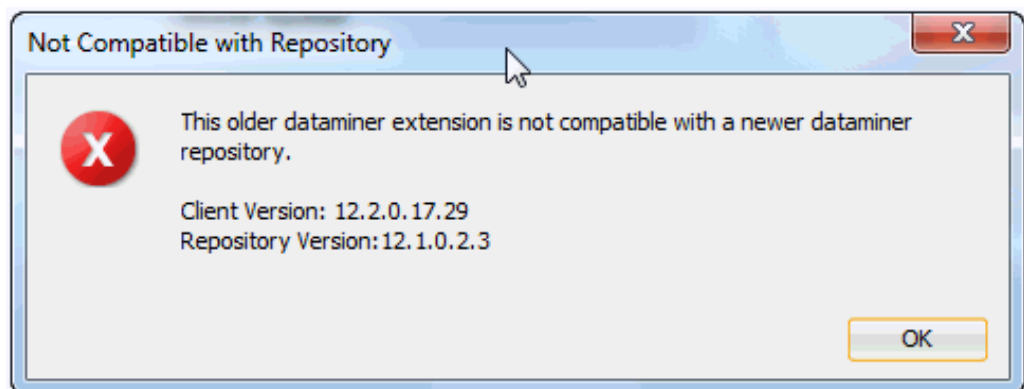 Not Compatible with Repository
This older dataminer extension is not compatible with a newer dataminer
repository.
Client Version: 12.2.0.17.29
Repository Version:12.1.0.2.3
OK